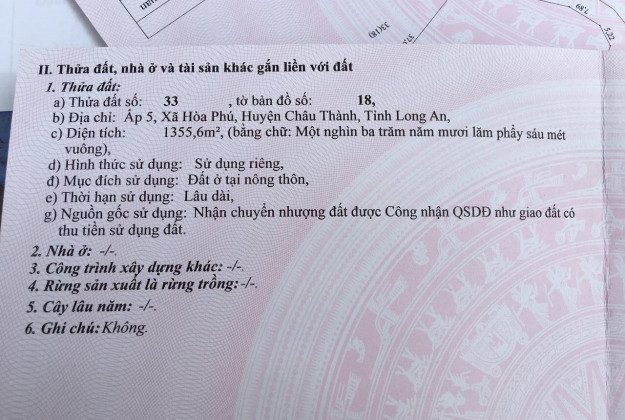 33(18)
5.22
II. Thửa đất, nhà ở và tài sản khác gắn liền với đất
1. Thửa đất:
a) Thửa đất số: 33 , tờ bản đồ số: 18,
b) Địa chỉ: Ấp 5, Xã Hòa Phú, Huyện Châu Thành, Tỉnh Long An,
c) Diện tích: 1355,6m², (bằng chữ: Một nghìn ba trăm năm mươi lăm phẩy sáu mét
vuông),
d) Hình thức sử dụng: Sử dụng riêng,
đ) Mục đích sử dụng: Đất ở tại nông thôn,
e) Thời hạn sử dụng: Lâu dài,
g) Nguồn gốc sử dụng: Nhận chuyển nhượng đất được Công nhận QSDĐ như giao đất có
thu tiền sử dụng đất.
2. Nhà ở: -/-.
3. Công trình xây dựng khác: -/-.
4. Rừng sản xuất là rừng trồng: -/-.
5. Cây lâu năm: -/-.
6. Ghi chú: Không.